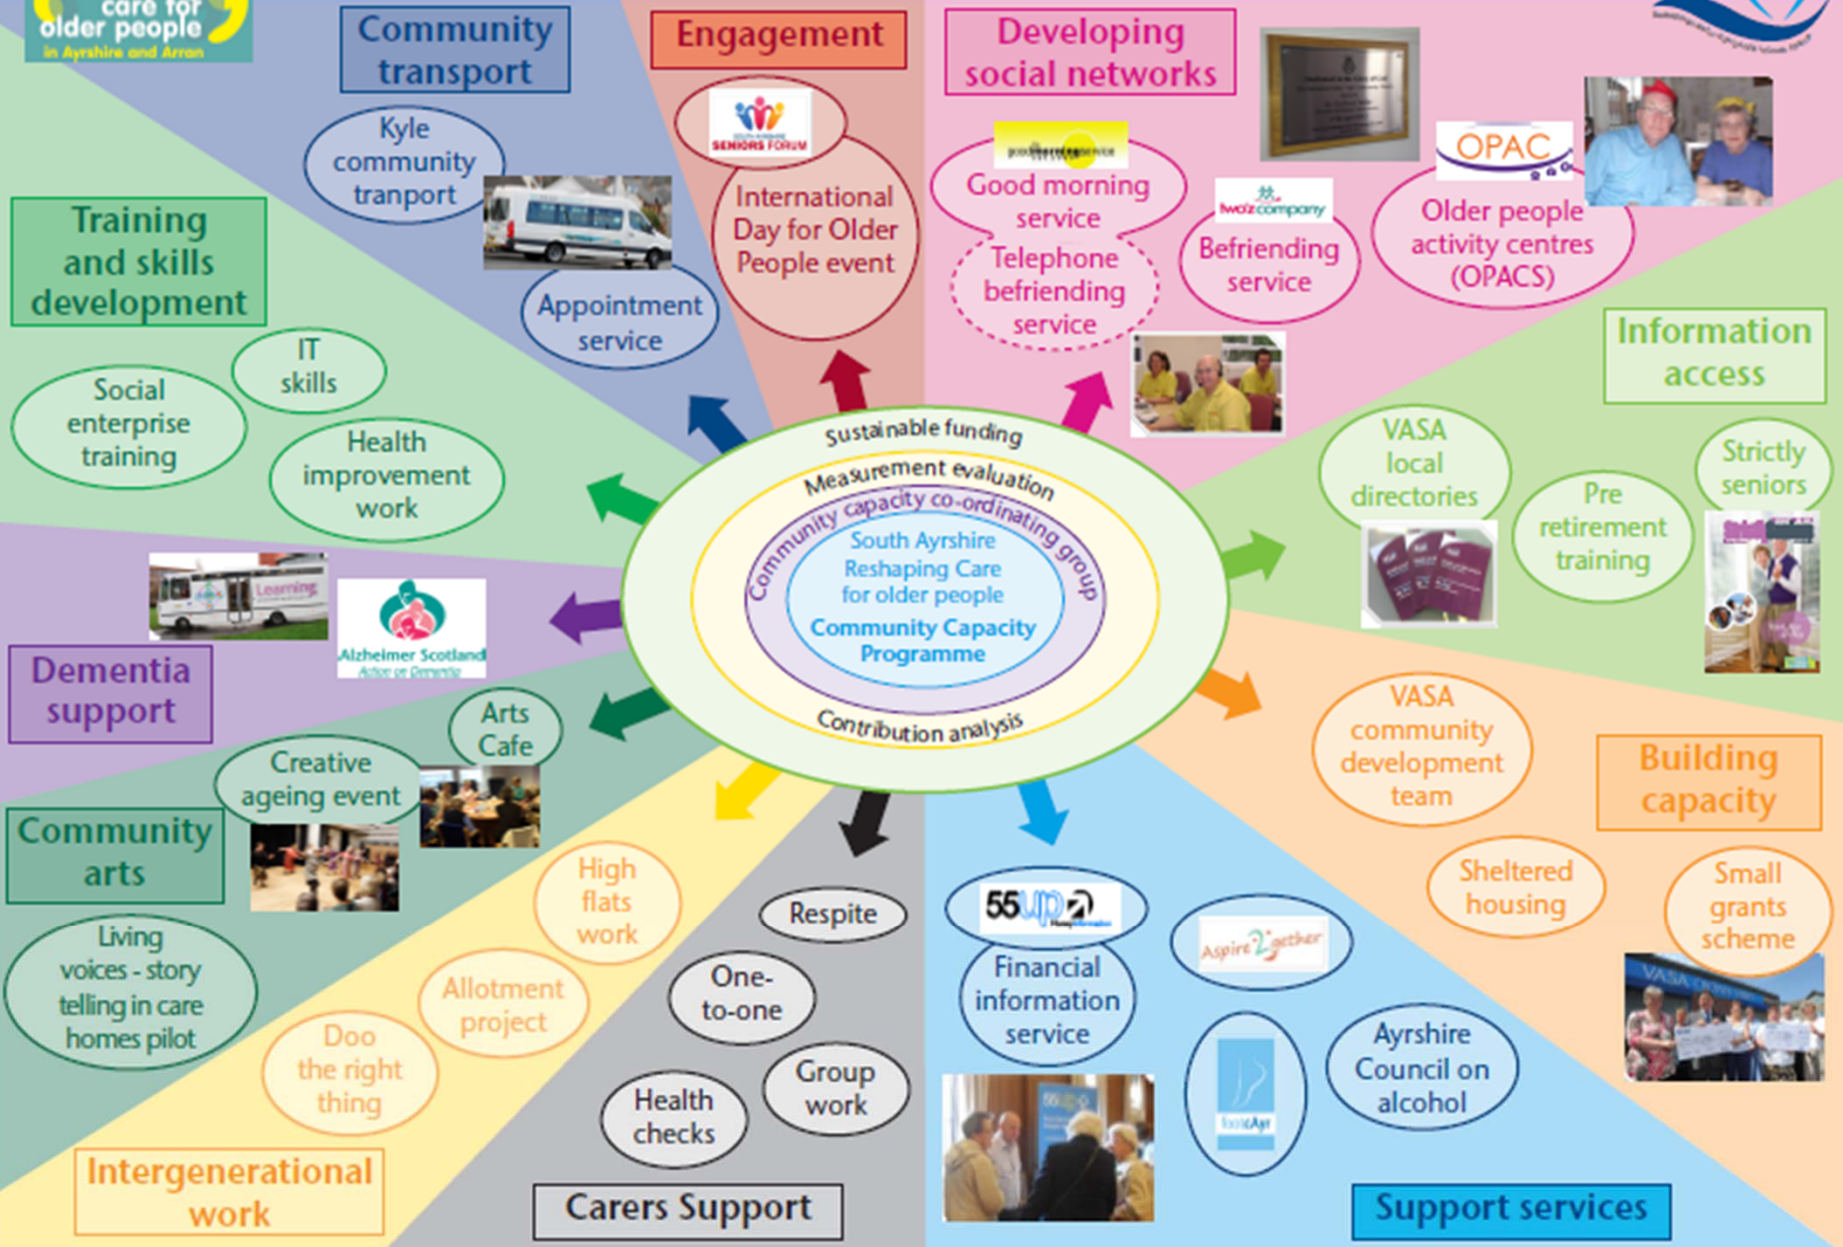 care for
older people
in Ayrshire and Arran
Community
transport
Kyle
community
tranport
Appointment
service
Engagement
SOUTH AYRSHIRE
SENIORS FORUM
International
Day for Older
People event
Developing
social networks
goodmorningservice
Good morning
service
Telephone
befriending
service
two'z company
Befriending
service
OPAC
Older people
activity centres
(OPACS)
Training
and skills
development
IT
skills
Social
enterprise
training
Health
improvement
work
Information
access
VASA
local
directories
Pre
retirement
training
Strictly
seniors
Sustainable funding
Measurement evaluation
Community capacity co-ordinating group
South Ayrshire
Reshaping Care
for older people
Community Capacity
Programme
Contribution analysis
Learning
Alzheimer Scotland
Action on Dementia
Dementia
support
Arts
Cafe
Creative
ageing event
Community
arts
Living
voices - story
telling in care
homes pilot
VASA
community
development
team
Building
capacity
Sheltered
housing
Small
grants
scheme
VASA
High
flats
work
Allotment
project
Doo
the right
thing
Intergenerational
work
Respite
One-
to-one
Group
work
Health
checks
Carers Support
55up
Financial
information
service
Aspire2gether
Ayrshire
Council on
alcohol
Support services